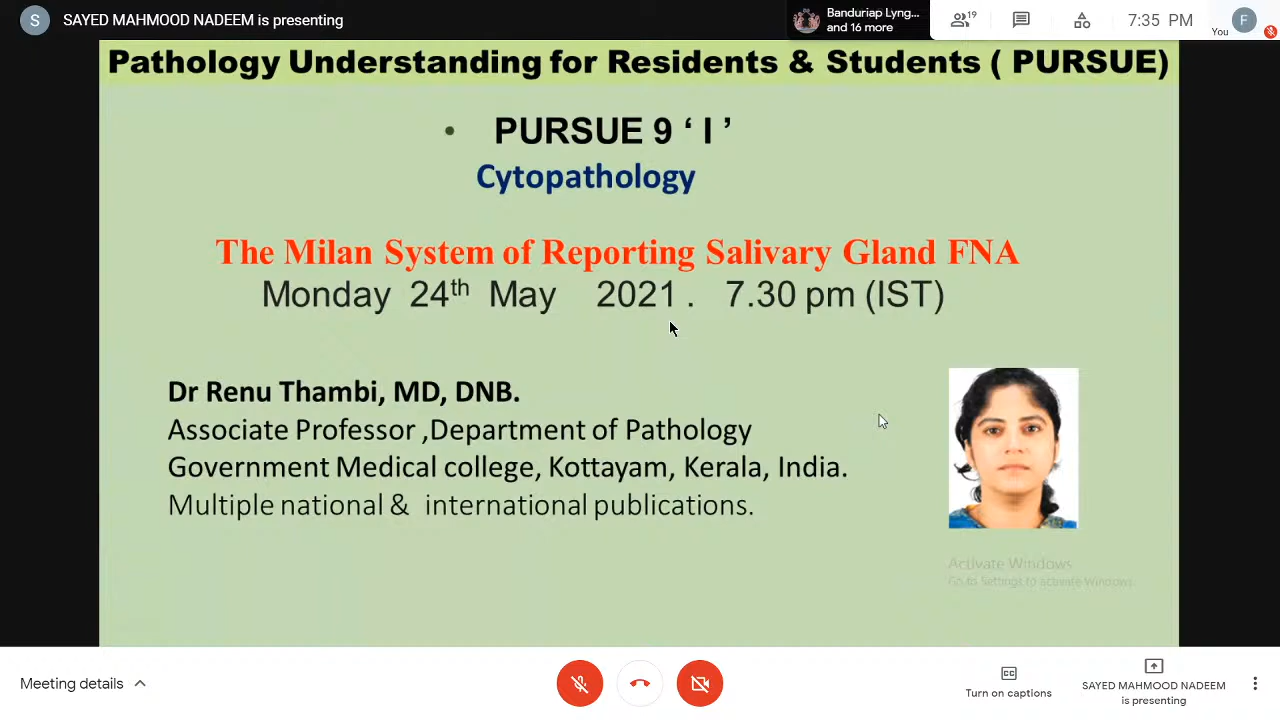 S SAYED MAHMOOD NADEEM is presenting
Banduriap Lyng...
and 16 more
19
7:35 PM
You
F
Pathology Understanding for Residents & Students ( PURSUE)
• PURSUE 9 ‘ I ’
Cytopathology
The Milan System of Reporting Salivary Gland FNA
Monday 24th May 2021 . 7.30 pm (IST)
Dr Renu Thambi, MD, DNB.
Associate Professor ,Department of Pathology
Government Medical college, Kottayam, Kerala, India.
Multiple national & international publications.
Activate Windows
Go to Settings to activate Windows.
Meeting details
CC
Turn on captions
SAYED MAHMOOD NADEEM
is presenting